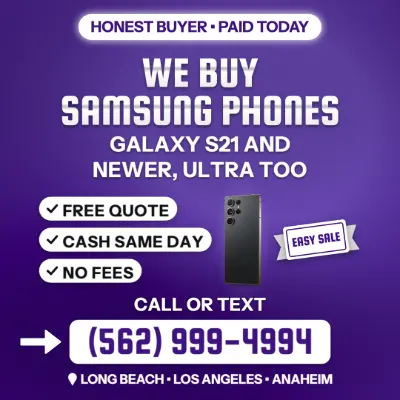 HONEST BUYER • PAID TODAY
WE BUY
SAMSUNG PHONES
GALAXY S21 AND
NEWER, ULTRA TOO
FREE QUOTE
CASH SAME DAY
NO FEES
EASY SALE
CALL OR TEXT
(562) 999-4994
LONG BEACH • LOS ANGELES • ANAHEIM